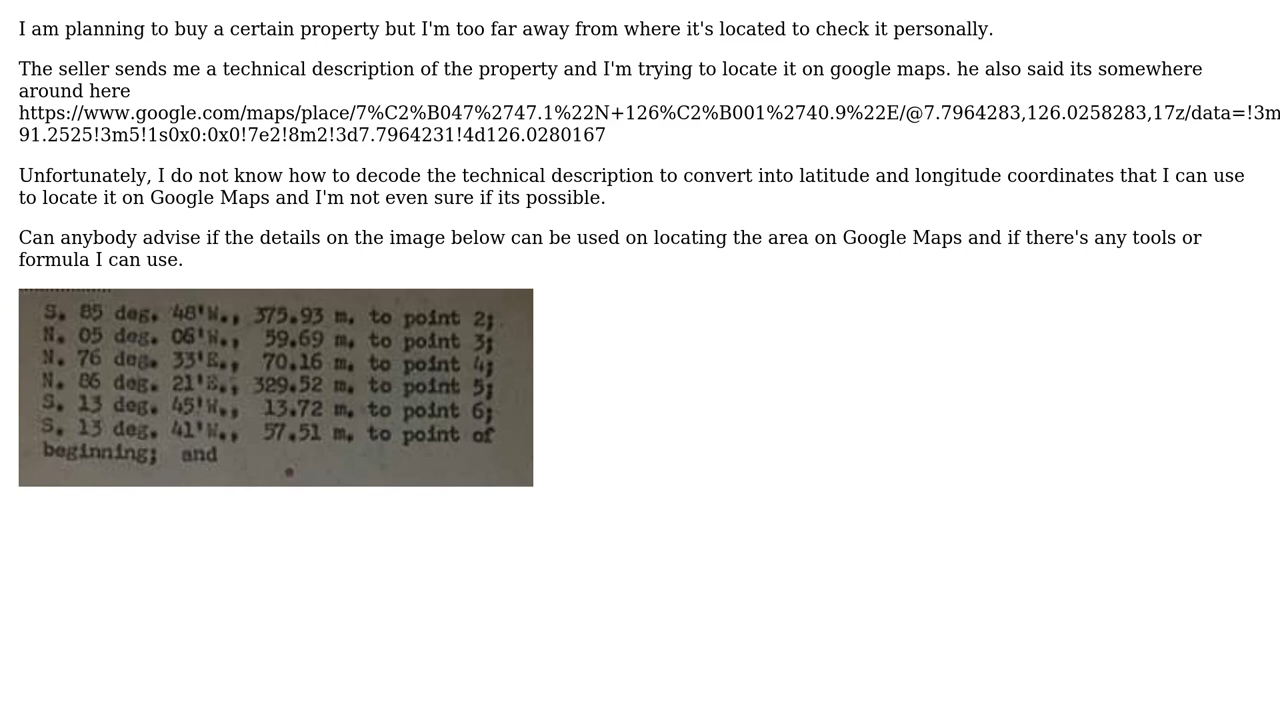 I am planning to buy a certain property but I'm too far away from where it's located to check it personally.
The seller sends me a technical description of the property and I'm trying to locate it on google maps. he also said its somewhere
around here
https://www.google.com/maps/place/7%C2%B047%2747.1%22N+126%C2%B001%2740.9%22E/@7.7964283,126.0258283,17z/data=!3m
91.2525!3m5!1s0x0:0x0!7e2!8m2!3d7.7964231!4d126.0280167
Unfortunately, I do not know how to decode the technical description to convert into latitude and longitude coordinates that I can use
to locate it on Google Maps and I'm not even sure if its possible.
Can anybody advise if the details on the image below can be used on locating the area on Google Maps and if there's any tools or
formula I can use.
S. 85 deg. 48'W., 375.93 m. to point 2;
N. 05 deg. 06'W., 59.69 m. to point 3;
N. 76 deg. 33'E., 70.16 m. to point 4;
N. 86 deg. 21'E., 329.52 m. to point 5;
S. 13 deg. 45'W., 13.72 m. to point 6;
S. 13 deg. 41'W., 57.51 m. to point of
beginning; and